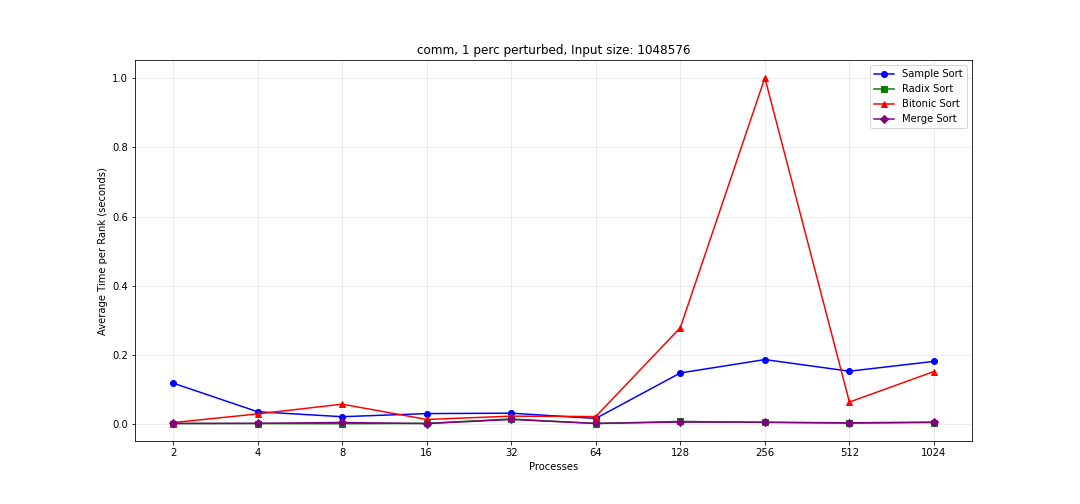 comm, 1 perc perturbed, Input size: 1048576
Sample Sort
Radix Sort
Bitonic Sort
Merge Sort
Average Time per Rank (seconds)
1.0
0.8
0.6
0.4
0.2
0.0
2 4 8 16 32 64 128 256 512 1024
Processes